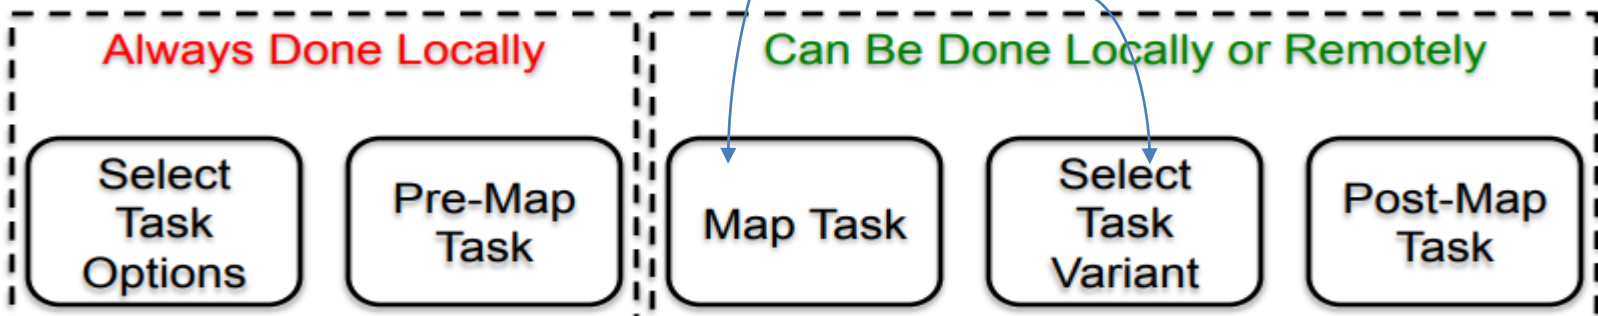 Always Done Locally
Can Be Done Locally or Remotely
Select
Task
Options
Pre-Map
Task
Map Task
Select
Task
Variant
Post-Map
Task